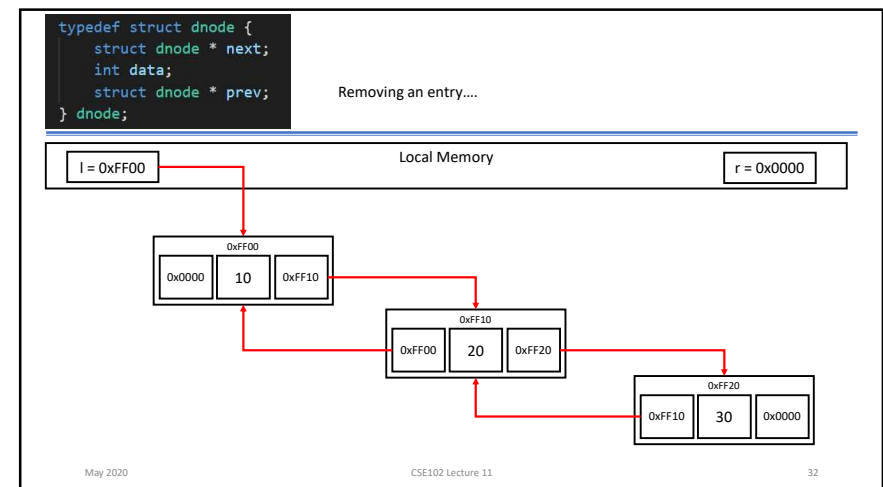 typedef struct dnode {
struct dnode * next;
int data;
struct dnode * prev;
} dnode;
Removing an entry....
Local Memory
l = 0xFF00
r = 0x0000
0xFF00
0x0000 10 0xFF10
0xFF10
0xFF00 20 0xFF20
0xFF20
0xFF10 30 0x0000
May 2020 CSE102 Lecture 11 32